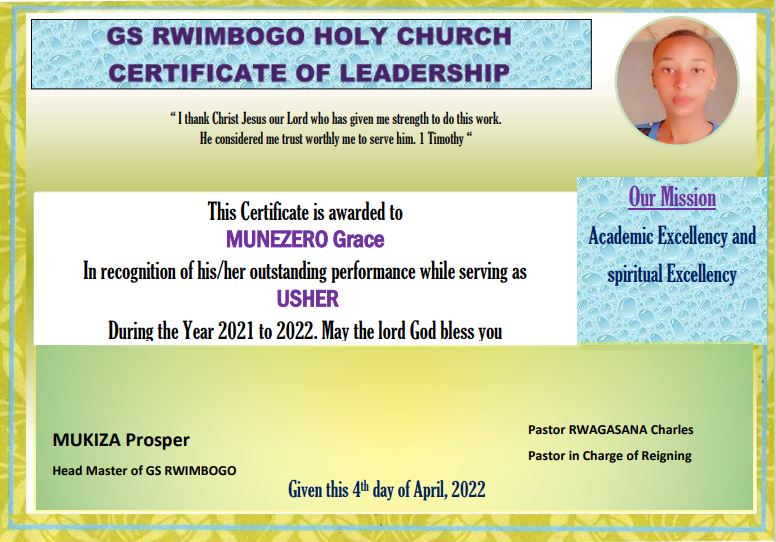 GS RWIMBOGO HOLY CHURCH
CERTIFICATE OF LEADERSHIP
“ I thank Christ Jesus our Lord who has given me strength to do this work.
He considered me trust worthly me to serve him. 1 Timothy “
This Certificate is awarded to
MUNEZERO Grace
In recognition of his/her outstanding performance while serving as
USHER
During the Year 2021 to 2022. May the lord God bless you
Our Mission
Academic Excellency and
spiritual Excellency
MUKIZA Prosper
Head Master of GS RWIMBOGO
Pastor RWAGASANA Charles
Pastor in Charge of Reigning
Given this 4th day of April, 2022